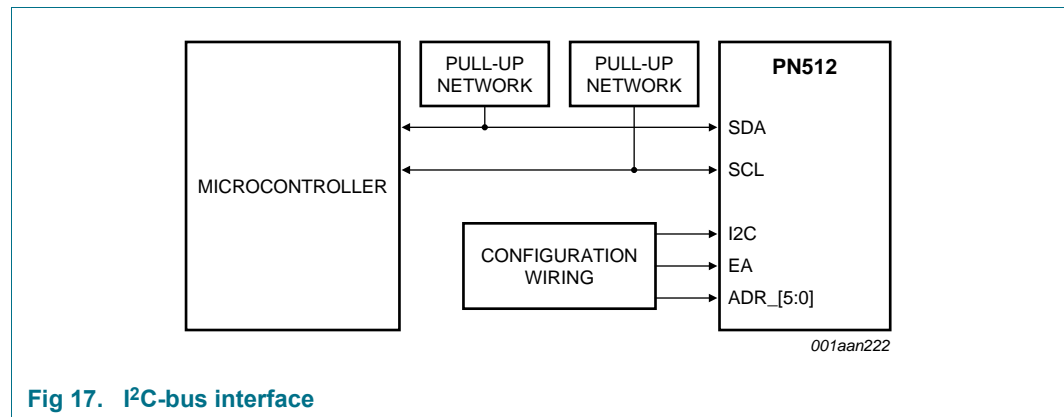 PULL-UP
NETWORK
PULL-UP
NETWORK
PN512
SDA
SCL
MICROCONTROLLER
I2C
CONFIGURATION
WIRING
EA
ADR_[5:0]
001aan222
Fig 17. I²C-bus interface